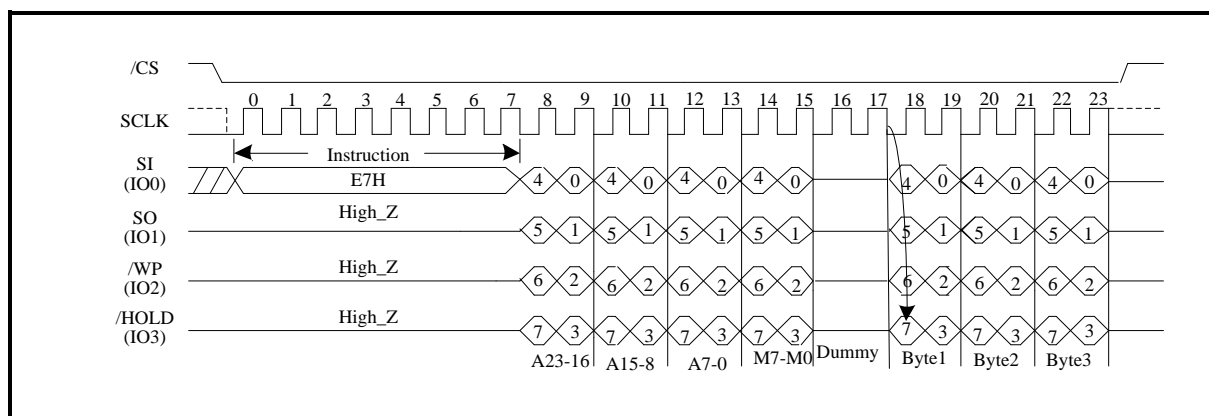 /CS
0 1 2 3 4 5 6 7 8 9 10 11 12 13 14 15 16 17 18 19 20 21 22 23
SCLK
Instruction
SI
(IO0)
E7H
4 0 4 0 4 0 4 0 4 0 4 0 4 0
High_Z
SO
(IO1)
5 1 5 1 5 1 5 1 5 1 5 1 5 1
High_Z
/WP
(IO2)
6 2 6 2 6 2 6 2 6 2 6 2 6 2
High_Z
/HOLD
(IO3)
7 3 7 3 7 3 7 3 7 3 7 3 7 3
A23-16 A15-8 A7-0 M7-M0 Dummy Byte1 Byte2 Byte3